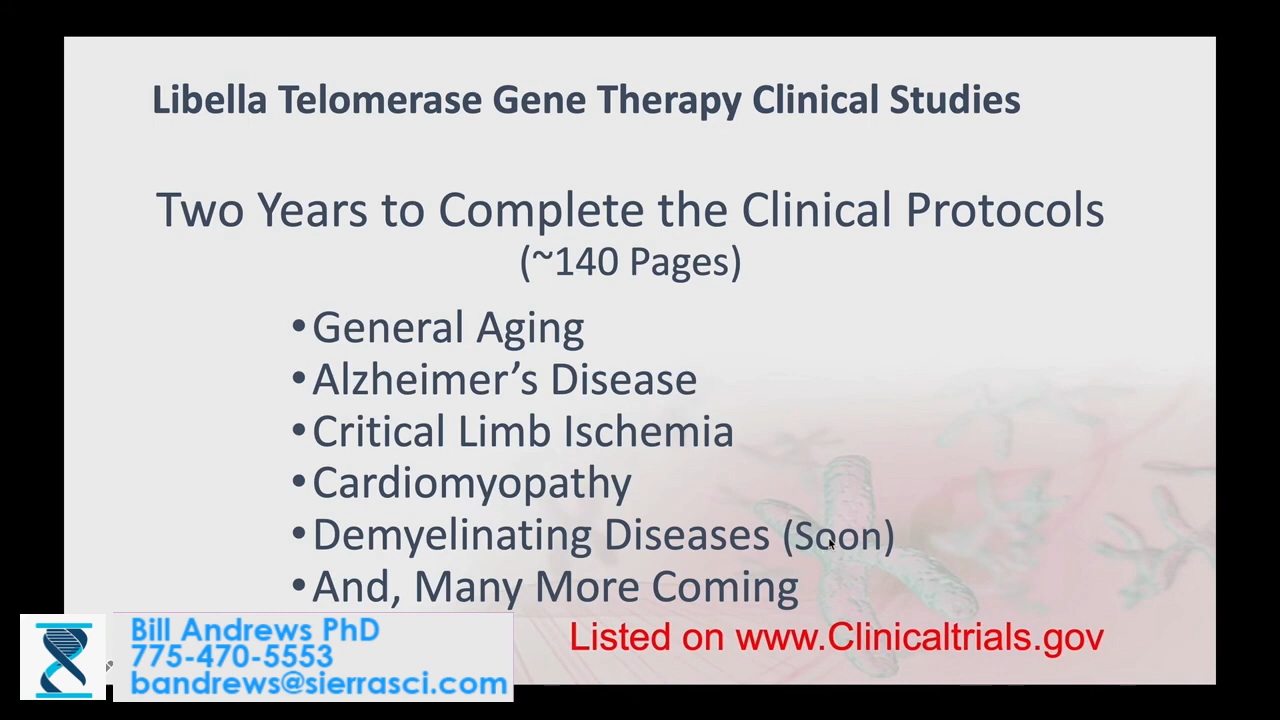 Libella Telomerase Gene Therapy Clinical Studies
Two Years to Complete the Clinical Protocols
(~140 Pages)
•General Aging
•Alzheimer’s Disease
•Critical Limb Ischemia
•Cardiomyopathy
•Demyelinating Diseases (Soon)
•And, Many More Coming
Listed on www.Clinicaltrials.gov
Bill Andrews PhD
775-470-5553
bandrews@sierrasci.com